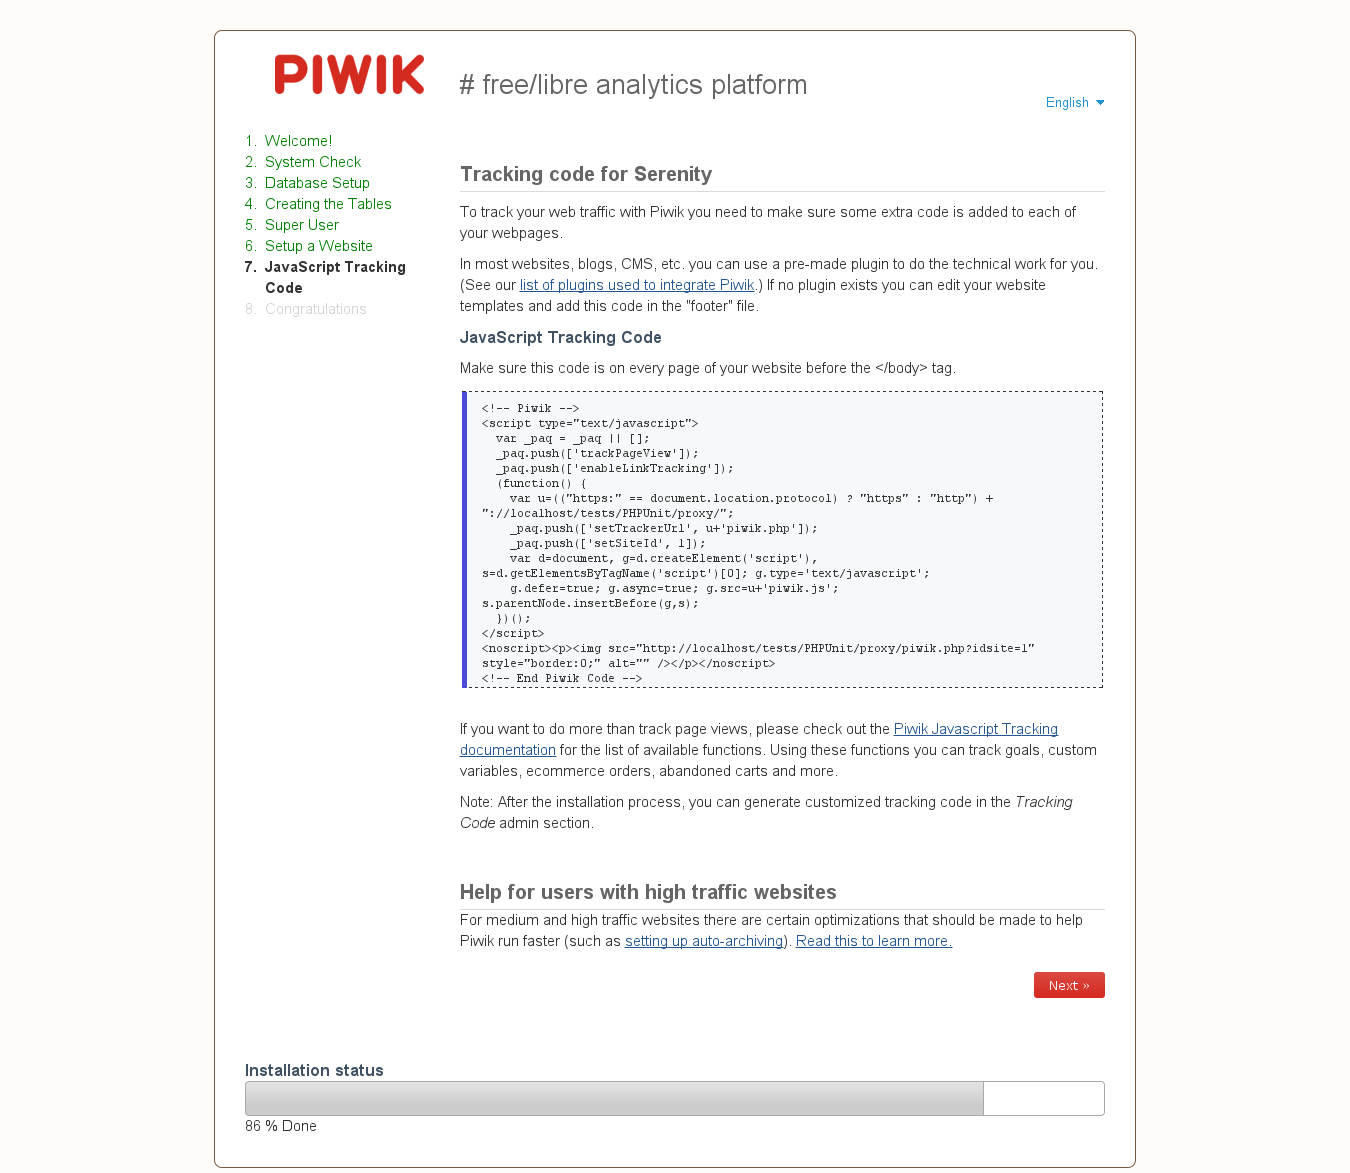 PIWIK
# free/libre analytics platform
English
1. Welcome!
2. System Check
3. Database Setup
4. Creating the Tables
5. Super User
6. Setup a Website
7. JavaScript Tracking
Code
8. Congratulations
Tracking code for Serenity
To track your web traffic with Piwik you need to make sure some extra code is added to each of
your webpages.
In most websites, blogs, CMS, etc. you can use a pre-made plugin to do the technical work for you.
(See our list of plugins used to integrate Piwik.) If no plugin exists you can edit your website
templates and add this code in the "footer" file.
JavaScript Tracking Code
Make sure this code is on every page of your website before the </body> tag.
<!-- Piwik -->
<script type="text/javascript">
  var _paq = _paq || [];
  _paq.push(['trackPageView']);
  _paq.push(['enableLinkTracking']);
  (function() {
    var u=(("https:" == document.location.protocol) ? "https" : "http") +
"://localhost/tests/PHPUnit/proxy/";
    _paq.push(['setTrackerUrl', u+'piwik.php']);
    _paq.push(['setSiteId', 1]);
    var d=document, g=d.createElement('script'),
s=d.getElementsByTagName('script')[0]; g.type='text/javascript';
    g.defer=true; g.async=true; g.src=u+'piwik.js';
s.parentNode.insertBefore(g,s);
  })();
</script>
<noscript><p><img src="http://localhost/tests/PHPUnit/proxy/piwik.php?idsite=1"
style="border:0;" alt="" /></p></noscript>
<!-- End Piwik Code -->
If you want to do more than track page views, please check out the Piwik Javascript Tracking
documentation for the list of available functions. Using these functions you can track goals, custom
variables, ecommerce orders, abandoned carts and more.
Note: After the installation process, you can generate customized tracking code in the Tracking
Code admin section.
Help for users with high traffic websites
For medium and high traffic websites there are certain optimizations that should be made to help
Piwik run faster (such as setting up auto-archiving). Read this to learn more.
Next »
Installation status
86 % Done